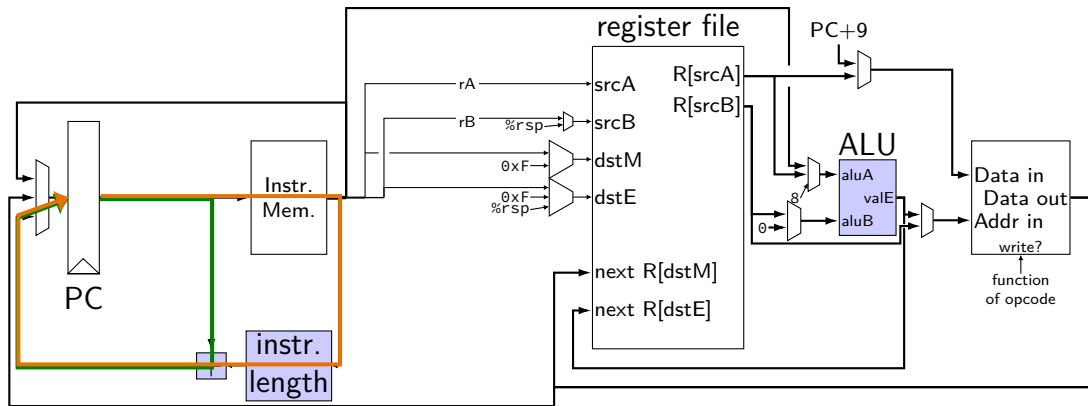 register file
PC+9
R[srcA]
rA
srcA
R[srcB]
rB
%rsp
srcB
ALU
dstM
0xF
Instr.
Mem.
aluA
Data in
0xF
dstE
8
valE
Data out
%rsp
aluB
Addr in
0
write?
next R[dstM]
function
of opcode
PC
next R[dstE]
instr.
length
+